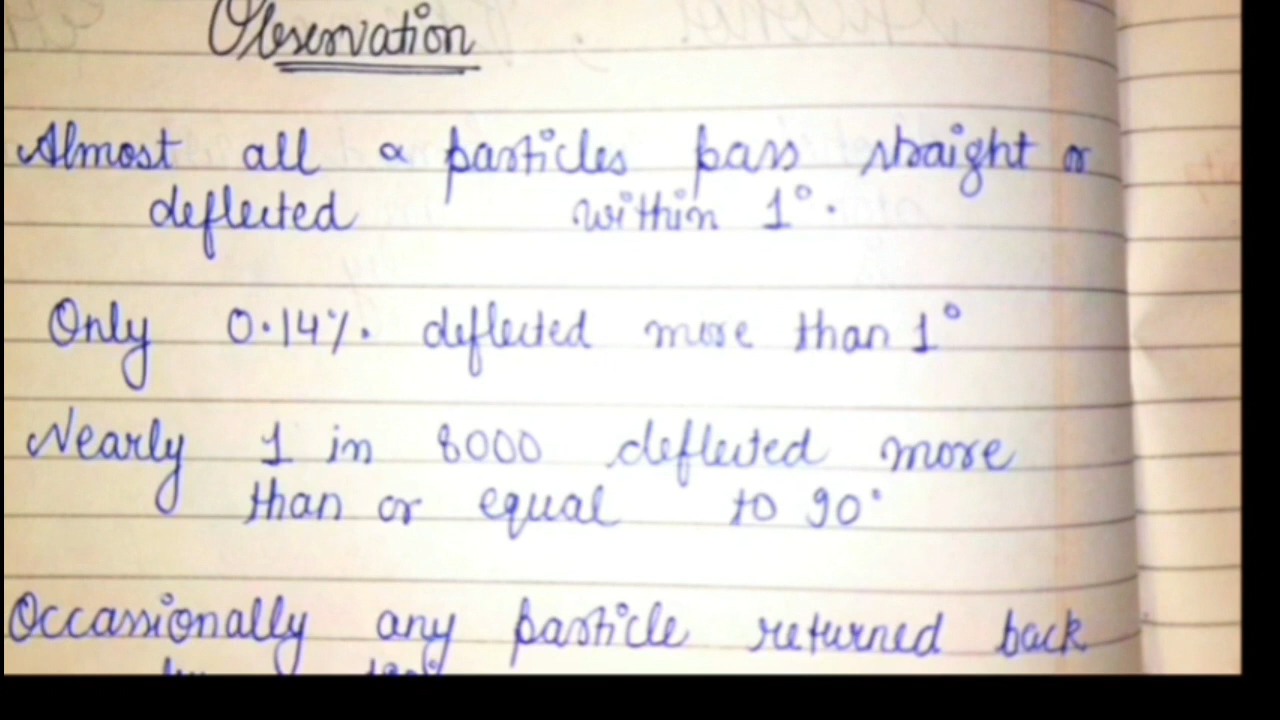 Observation
Almost all α particles pass straight or
deflected within 1°.
Only 0.14%. deflected more than 1°
Nearly 1 in 8000 deflected more
than or equal to 90°
Occassionally any particle returned back